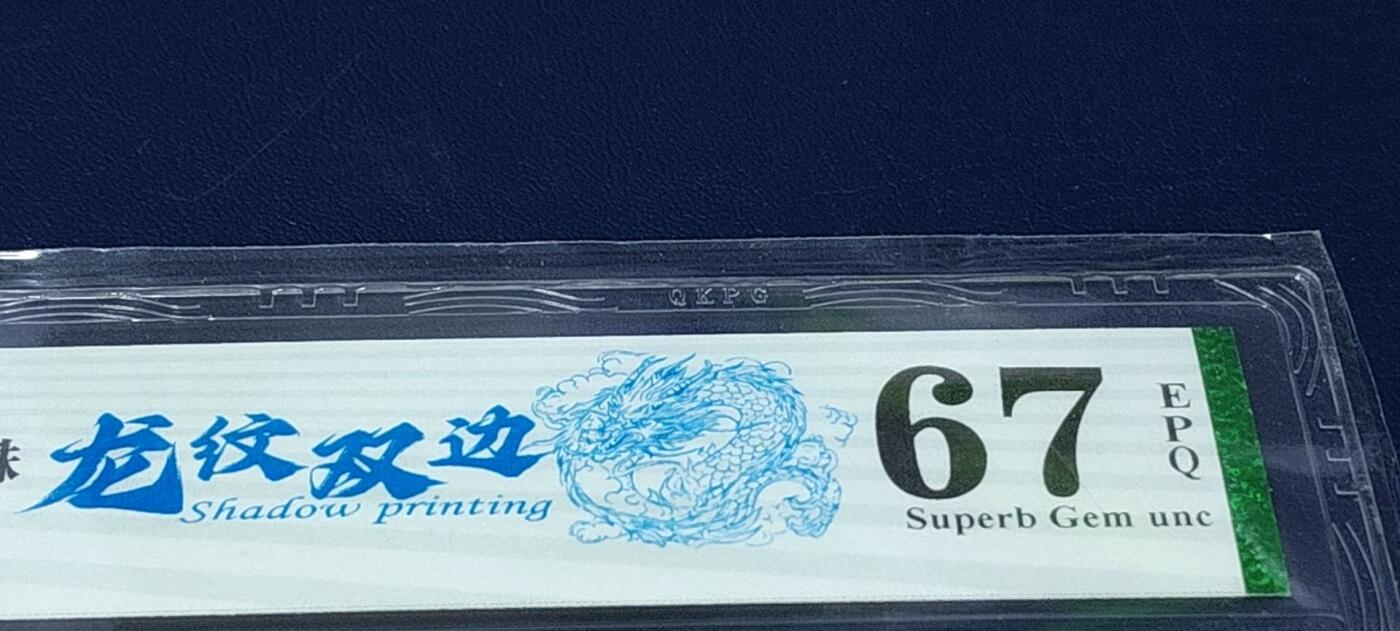 QKPG
龙纹双边
Shadow printing
67
EPQ
Superb Gem unc